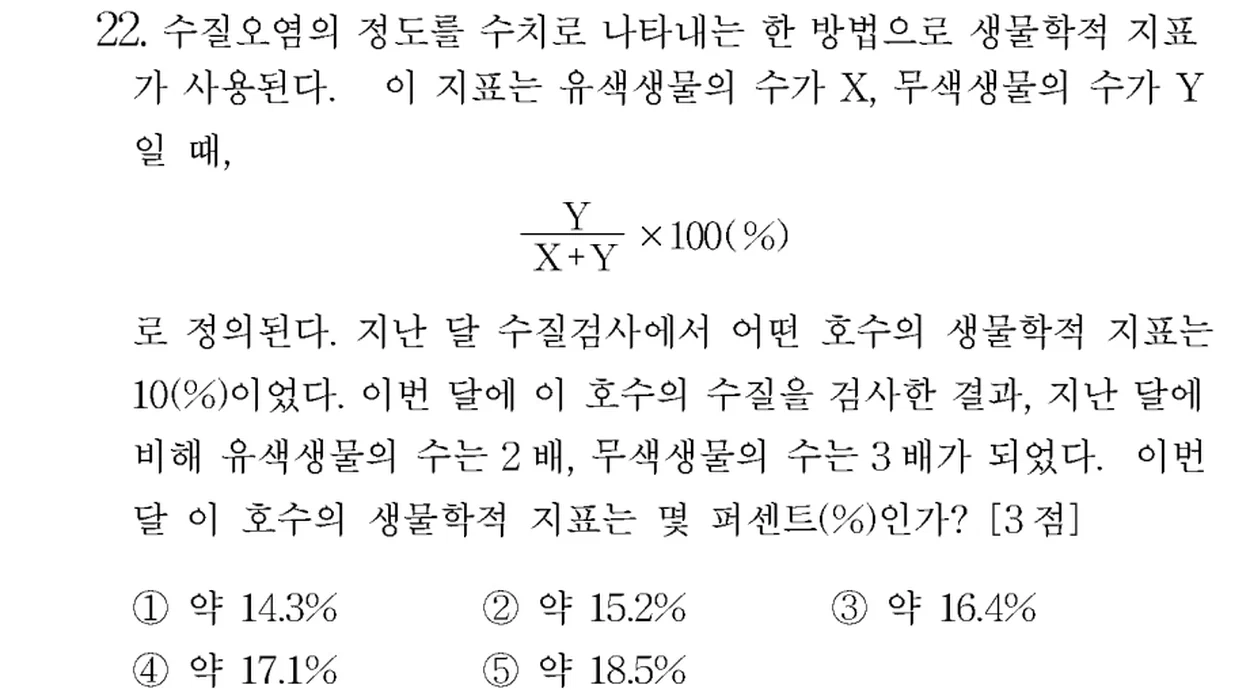 22. 수질오염의 정도를 수치로 나타내는 한 방법으로 생물학적 지표
가 사용된다. 이 지표는 유색생물의 수가 X, 무색생물의 수가 Y
일 때,
Y
X+Y ×100(%)
로 정의된다. 지난 달 수질검사에서 어떤 호수의 생물학적 지표는
10(%)이었다. 이번 달에 이 호수의 수질을 검사한 결과, 지난 달에
비해 유색생물의 수는 2배, 무색생물의 수는 3배가 되었다. 이번
달 이 호수의 생물학적 지표는 몇 퍼센트(%)인가? [3점]
① 약 14.3% ② 약 15.2% ③ 약 16.4%
④ 약 17.1% ⑤ 약 18.5%